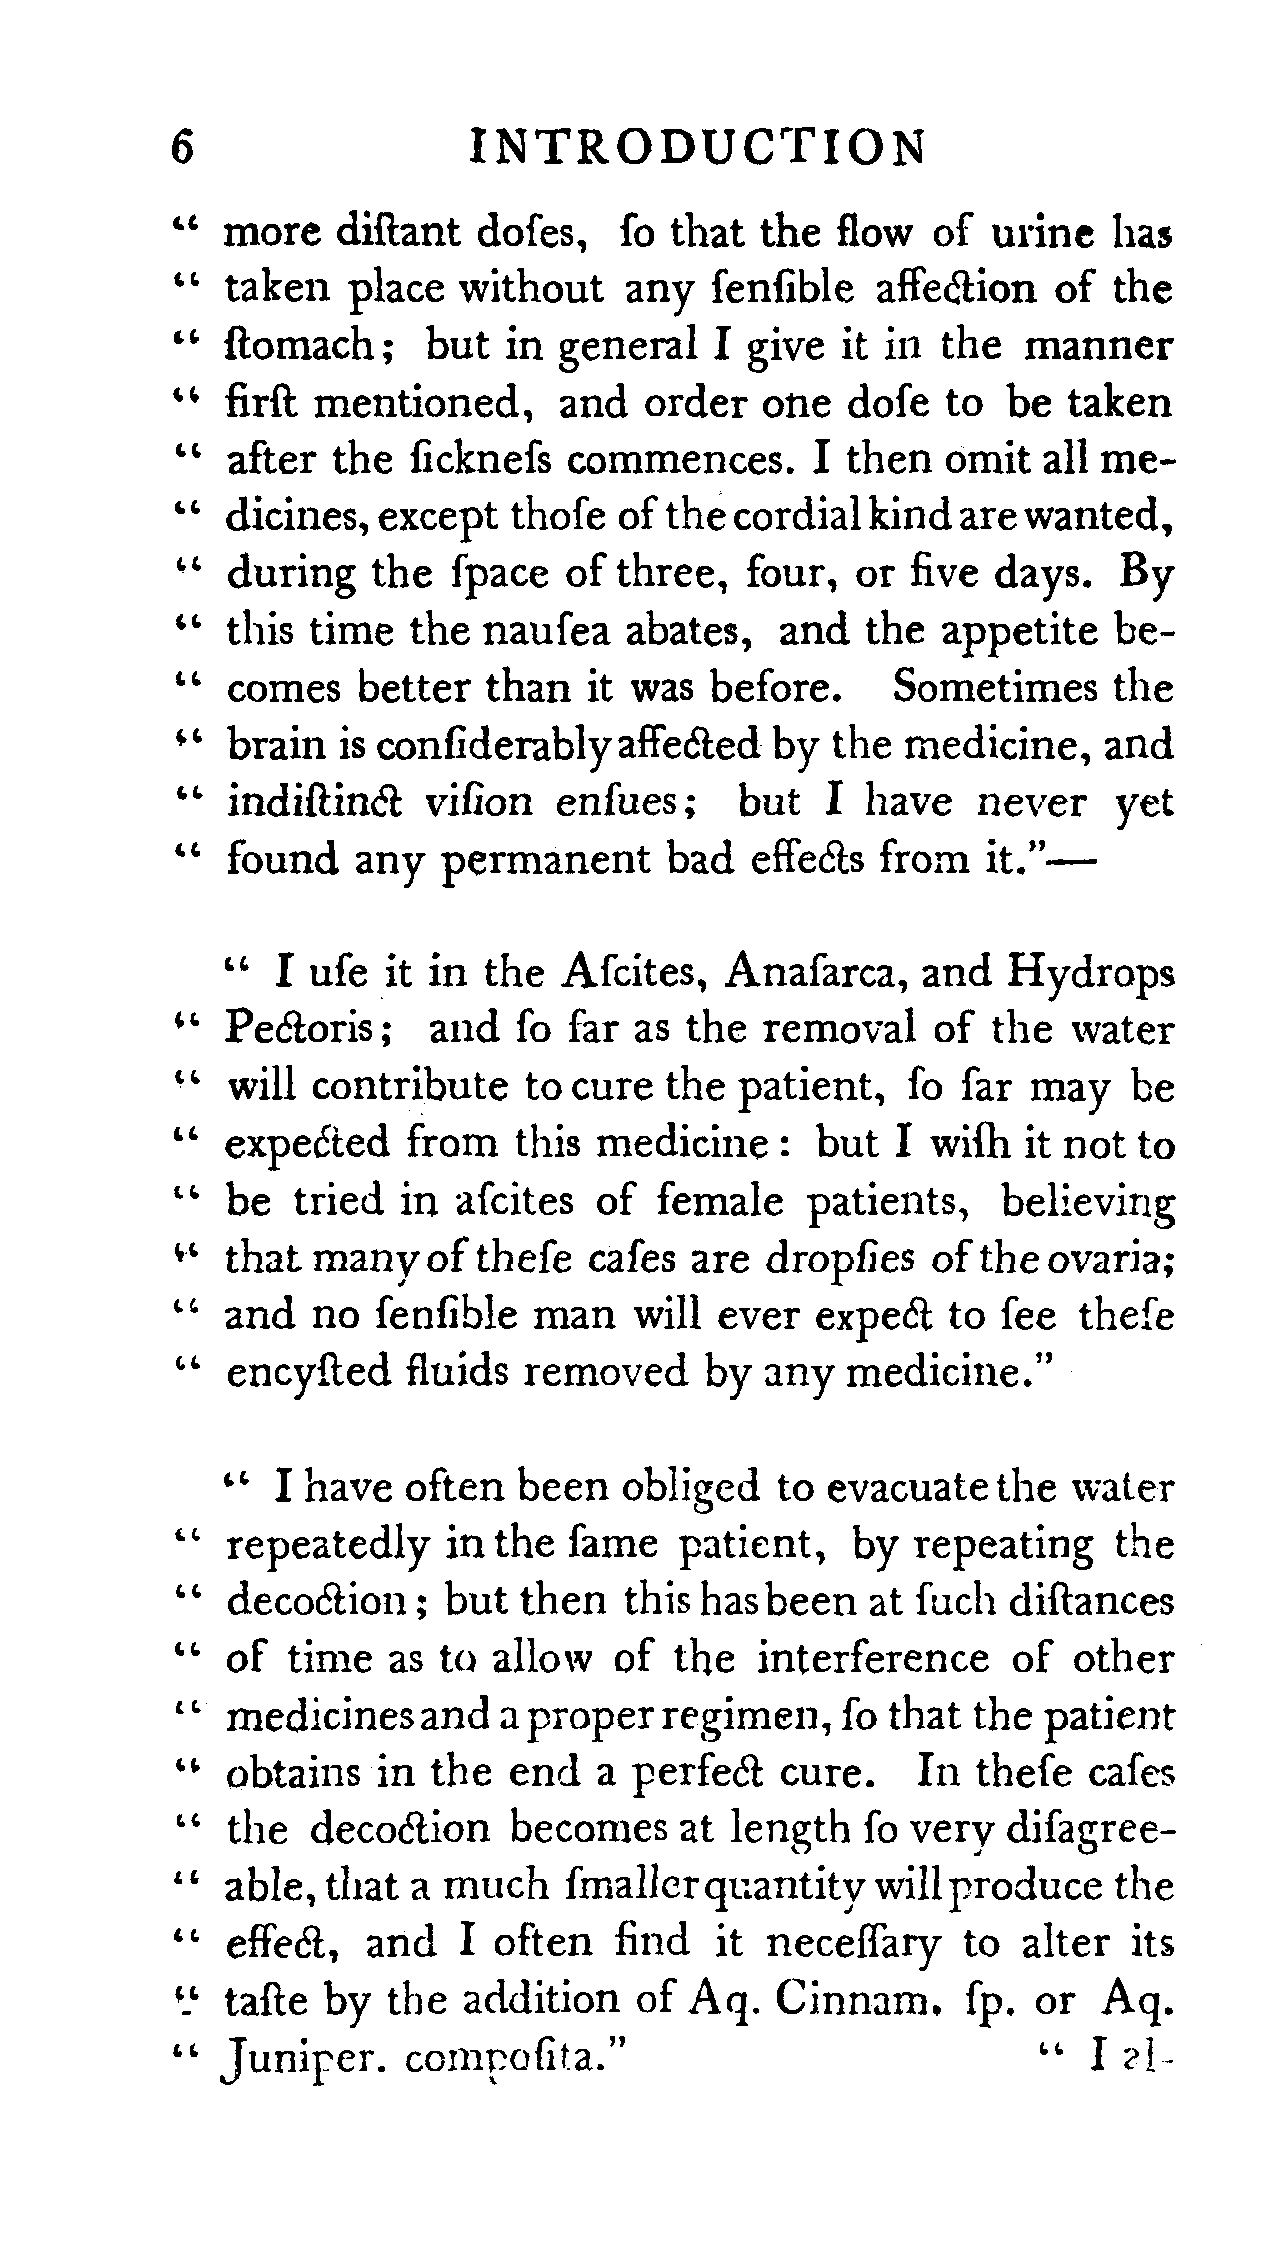 6 INTRODUCTION
“ more diſtant doſes, ſo that the flow of urine has
“ taken place without any ſenſible affection of the
“ ſtomach; but in general I give it in the manner
“ firſt mentioned, and order one doſe to be taken
“ after the ſickneſs commences. I then omit all me-
“ dicines, except thoſe of the cordial kind are wanted,
“ during the ſpace of three, four, or five days. By
“ this time the nauſea abates, and the appetite be-
“ comes better than it was before. Sometimes the
“ brain is conſiderably affected by the medicine, and
“ indiſtinct viſion enſues; but I have never yet
“ found any permanent bad effects from it.”—
“ I uſe it in the Aſcites, Anaſarca, and Hydrops
“ Pectoris; and ſo far as the removal of the water
“ will contribute to cure the patient, ſo far may be
“ expected from this medicine: but I wiſh it not to
“ be tried in aſcites of female patients, believing
“ that many of theſe caſes are dropſies of the ovaria;
“ and no ſenſible man will ever expect to ſee theſe
“ encyſted fluids removed by any medicine.”
“ I have often been obliged to evacuate the water
“ repeatedly in the ſame patient, by repeating the
“ decoction; but then this has been at ſuch diſtances
“ of time as to allow of the interference of other
“ medicines and a proper regimen, ſo that the patient
“ obtains in the end a perfect cure. In theſe caſes
“ the decoction becomes at length ſo very diſagree-
“ able, that a much ſmaller quantity will produce the
“ effect, and I often find it neceſſary to alter its
“ taſte by the addition of Aq. Cinnam. ſp. or Aq.
“ Juniper. compoſita.” “ I al-